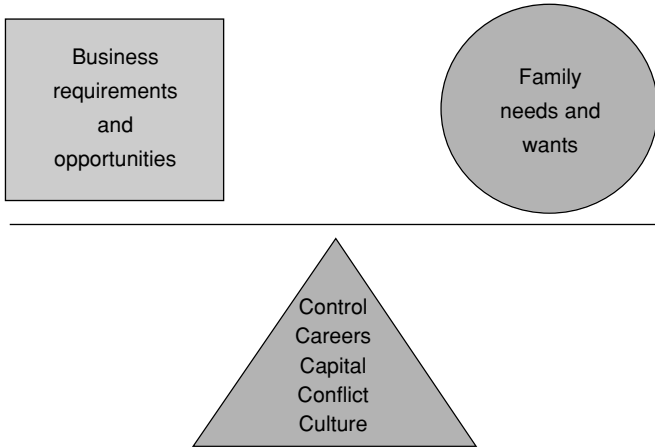 Business
requirements
and
opportunities
Family
needs and
wants
Control
Careers
Capital
Conflict
Culture